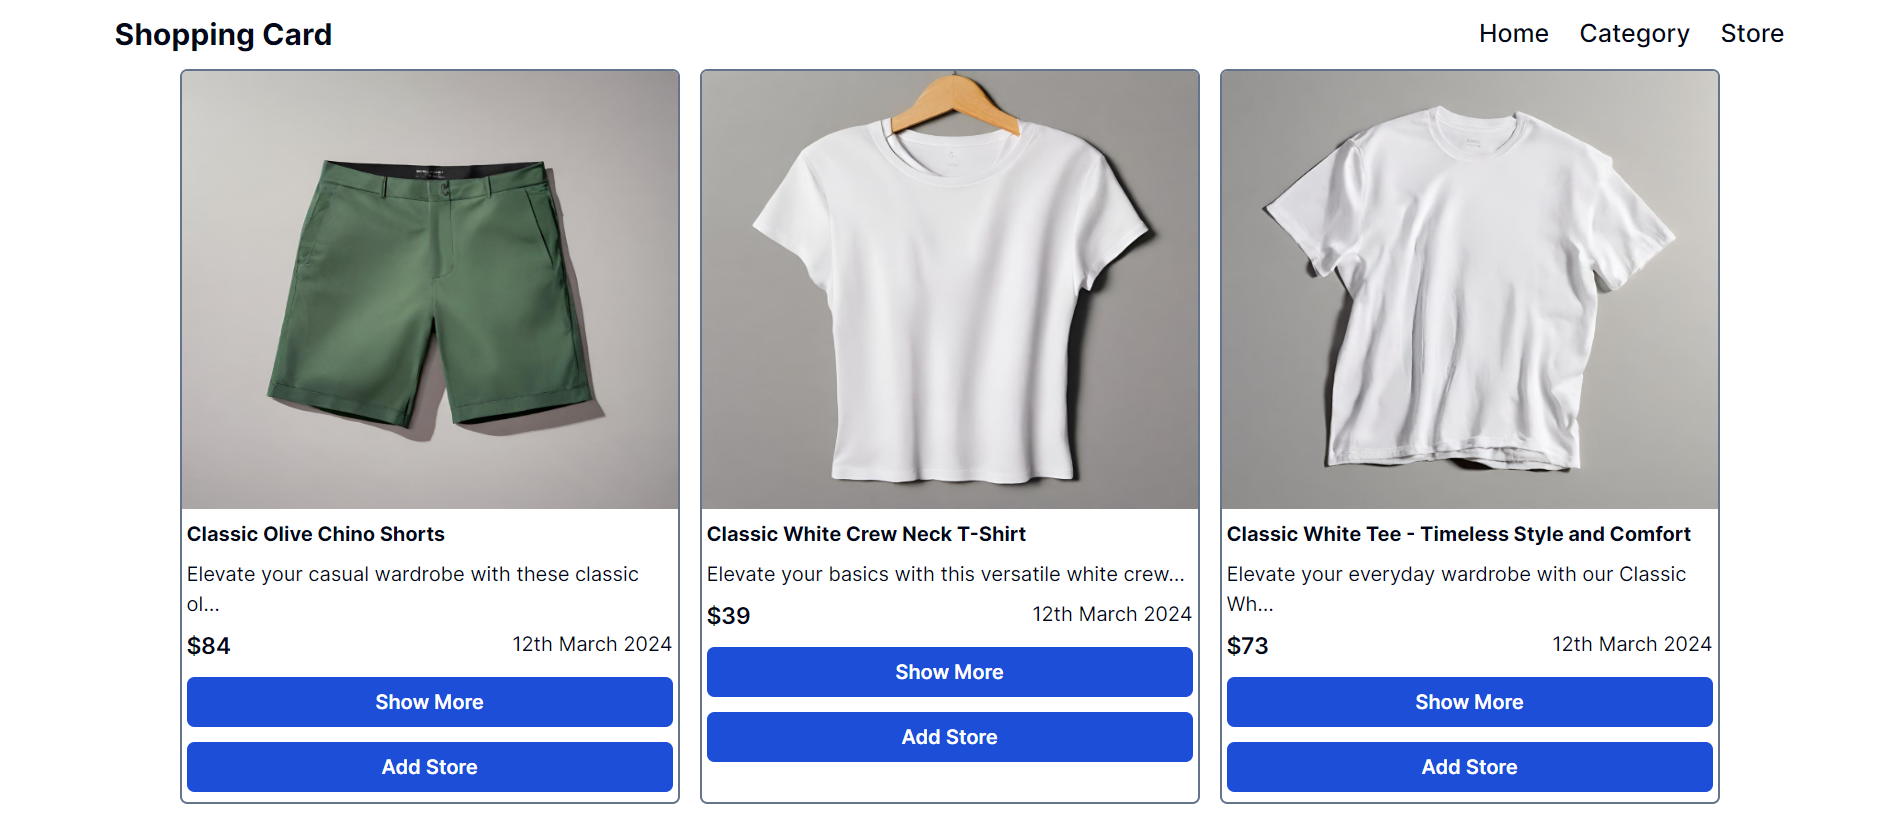 Shopping Card
Home Category Store
Classic Olive Chino Shorts
Elevate your casual wardrobe with these classic
ol...
$84 12th March 2024
Show More
Add Store
Classic White Crew Neck T-Shirt
Elevate your basics with this versatile white crew...
$39 12th March 2024
Show More
Add Store
Classic White Tee - Timeless Style and Comfort
Elevate your everyday wardrobe with our Classic
Wh...
$73 12th March 2024
Show More
Add Store